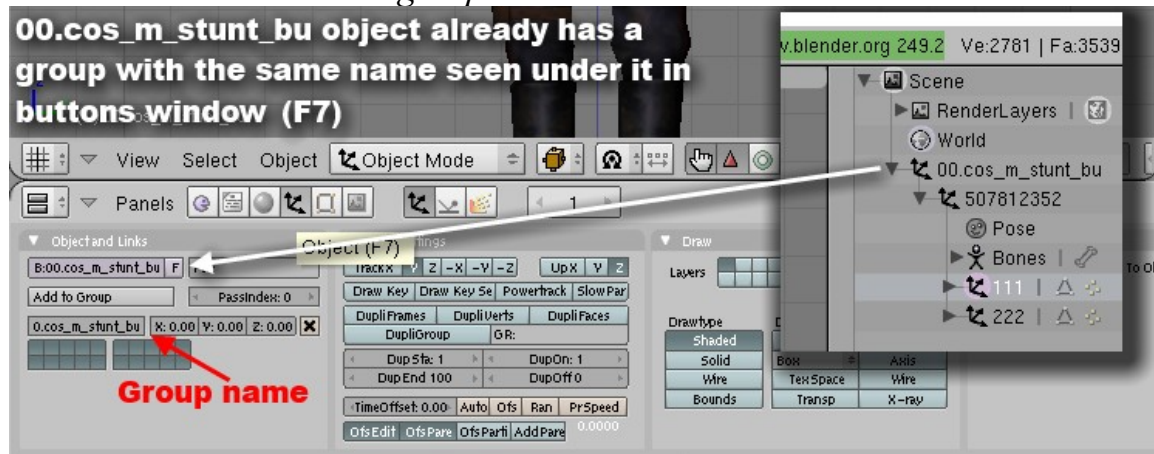 00.cos_m_stunt_bu object already has a
group with the same name seen under it in
buttons window (F7)
v.blender.org 249.2 Ve:2781 | Fa:3539
Scene
RenderLayers |
World
00.cos_m_stunt_bu
507812352
Pose
Bones |
111 |
222 |
View Select Object Object Mode
Panels 1
Object (F7)
Object and Links
B:00.cos_m_stunt_bu F
Add to Group PassIndex: 0
0.cos_m_stunt_bu X: 0.00 Y: 0.00 Z: 0.00
Group name
TrackX Y Z -X -Y -Z UpX Y Z
Draw Key Draw Key Se Powertrack SlowPar
DupliFrames DupliVerts DupliFaces
DupliGroup GR:
DupSta: 1 DupOn: 1
DupEnd 100 DupOff 0
TimeOffset: 0.00 Auto Ofs Ran PrSpeed
OfsEdit OfsPare OfsParti AddPare 0.0000
Draw
Layers
Drawtype
Shaded
Solid Box Axis
Wire TexSpace Wire
Bounds Transp X-ray